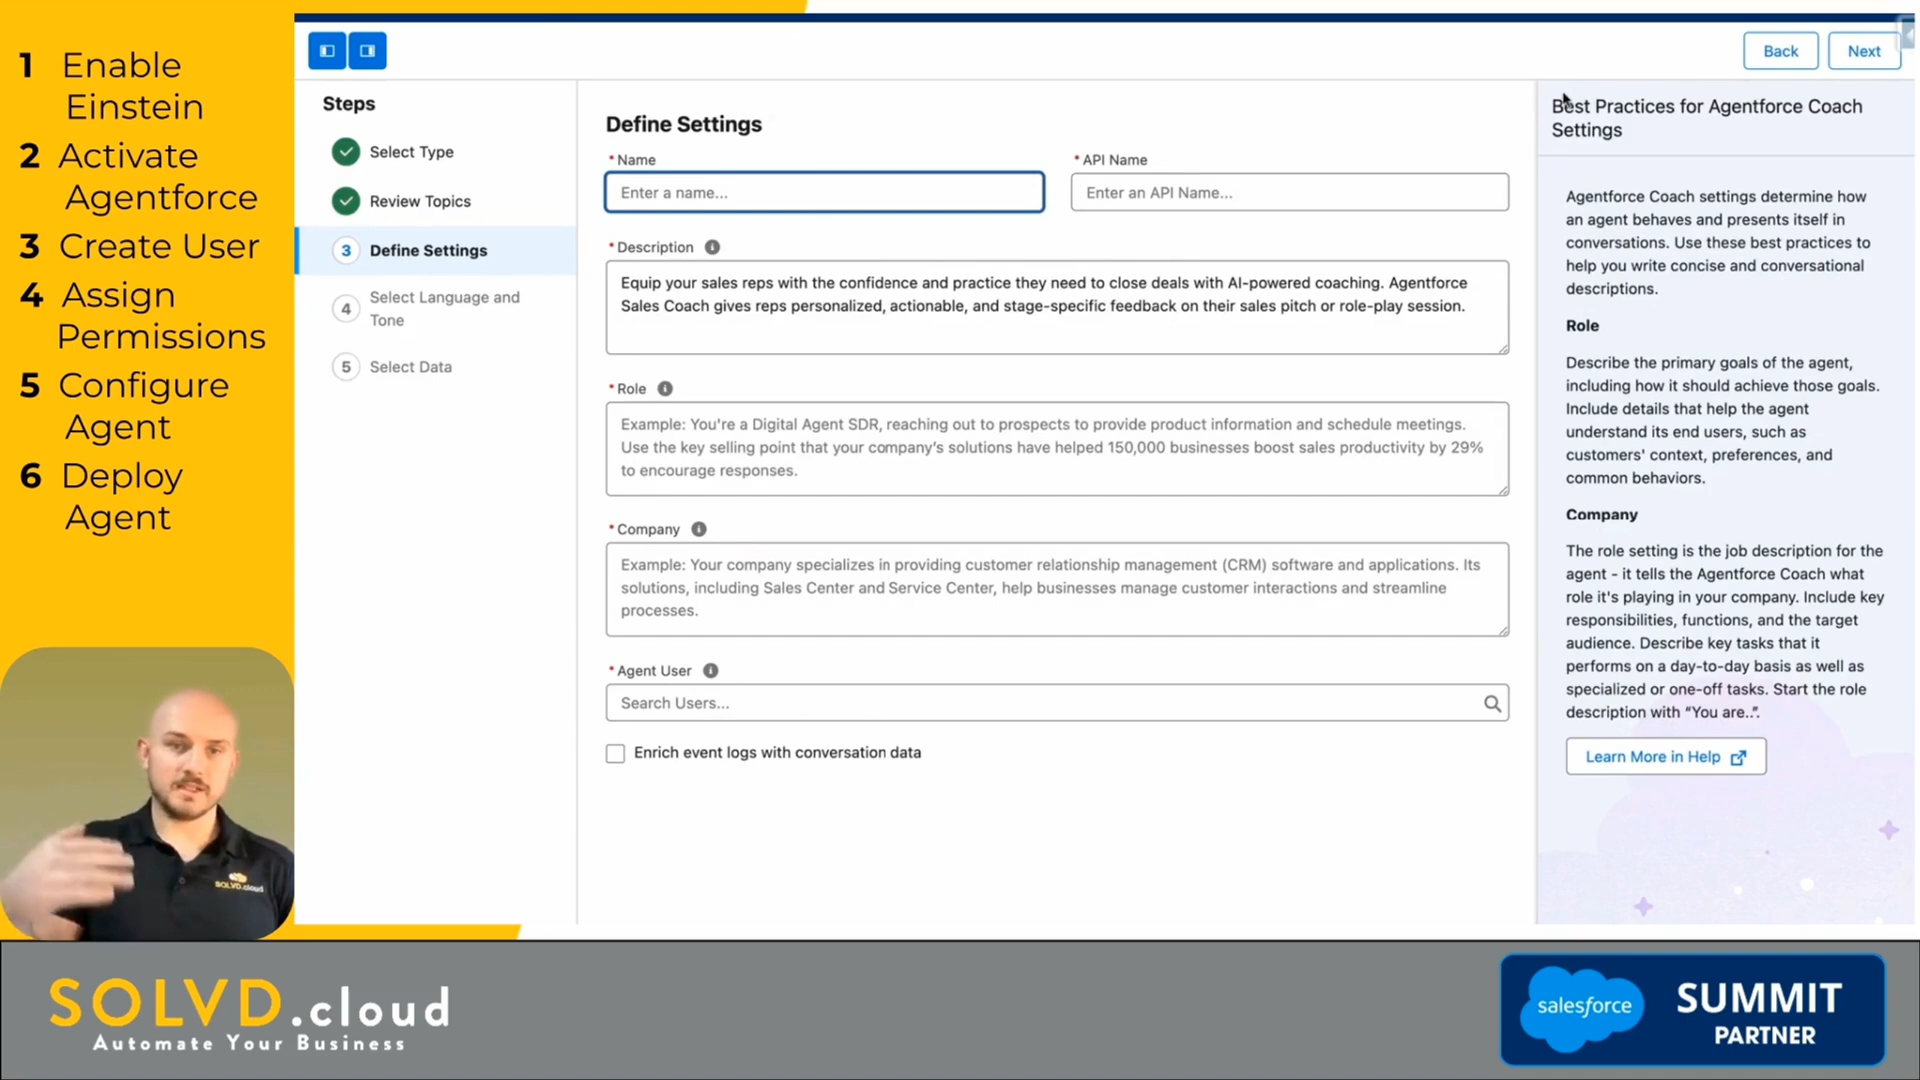 1 Enable
Einstein
2 Activate
Agentforce
3 Create User
4 Assign
Permissions
5 Configure
Agent
6 Deploy
Agent
Back
Next
Steps
Select Type
Review Topics
3 Define Settings
4 Select Language and
Tone
5 Select Data
Define Settings
* Name
Enter a name...
* API Name
Enter an API Name...
* Description
Equip your sales reps with the confidence and practice they need to close deals with AI-powered coaching. Agentforce
Sales Coach gives reps personalized, actionable, and stage-specific feedback on their sales pitch or role-play session.
* Role
Example: You're a Digital Agent SDR, reaching out to prospects to provide product information and schedule meetings.
Use the key selling point that your company's solutions have helped 150,000 businesses boost sales productivity by 29%
to encourage responses.
* Company
Example: Your company specializes in providing customer relationship management (CRM) software and applications. Its
solutions, including Sales Center and Service Center, help businesses manage customer interactions and streamline
processes.
* Agent User
Search Users...
Enrich event logs with conversation data
Best Practices for Agentforce Coach
Settings
Agentforce Coach settings determine how
an agent behaves and presents itself in
conversations. Use these best practices to
help you write concise and conversational
descriptions.
Role
Describe the primary goals of the agent,
including how it should achieve those goals.
Include details that help the agent
understand its end users, such as
customers' context, preferences, and
common behaviors.
Company
The role setting is the job description for the
agent - it tells the Agentforce Coach what
role it's playing in your company. Include key
responsibilities, functions, and the target
audience. Describe key tasks that it
performs on a day-to-day basis as well as
specialized or one-off tasks. Start the role
description with “You are..”.
Learn More in Help
SOLVD.cloud
SOLVD.cloud
Automate Your Business
salesforce
SUMMIT
PARTNER